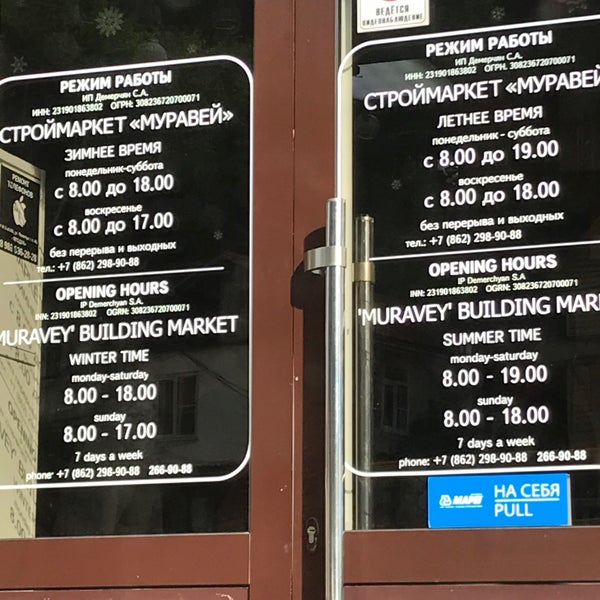 РЕЖИМ РАБОТЫ
ИП Демерчян С.А.
ИНН: 231901863802 ОГРН: 308236720700071
СТРОЙМАРКЕТ «МУРАВЕЙ»
ЗИМНЕЕ ВРЕМЯ
понедельник-суббота
с 8.00 до 18.00
воскресенье
с 8.00 до 17.00
без перерыва и выходных
тел.: +7 (862) 298-90-88
OPENING HOURS
IP Demerchyan S.A.
INN: 231901863802 OGRN: 308236720700071
MURAVEY' BUILDING MARKET
WINTER TIME
monday-saturday
8.00 - 18.00
sunday
8.00 - 17.00
7 days a week
phone: +7 (862) 298-90-88 266-90-88
РЕМОНТ
ТЕЛЕФОНОВ
ВЕДЁТСЯ
ВИДЕОНАБЛЮДЕНИЕ
РЕЖИМ РАБОТЫ
ИП Демерчян С.А.
ИНН: 231901863802 ОГРН: 308236720700071
СТРОЙМАРКЕТ «МУРАВЕЙ
ЛЕТНЕЕ ВРЕМЯ
понедельник - суббота
с 8.00 до 19.00
воскресенье
с 8.00 до 18.00
без перерыва и выходных
тел.: +7 (862) 298-90-88
OPENING HOURS
IP Demerchyan S.A.
INN: 231901863802 OGRN: 308236720700071
'MURAVEY' BUILDING MAR
SUMMER TIME
monday-saturday
8.00 - 19.00
sunday
8.00 - 18.00
7 days a week
phone: +7 (862) 298-90-88 266-90-88
MAPEI
НА СЕБЯ
PULL